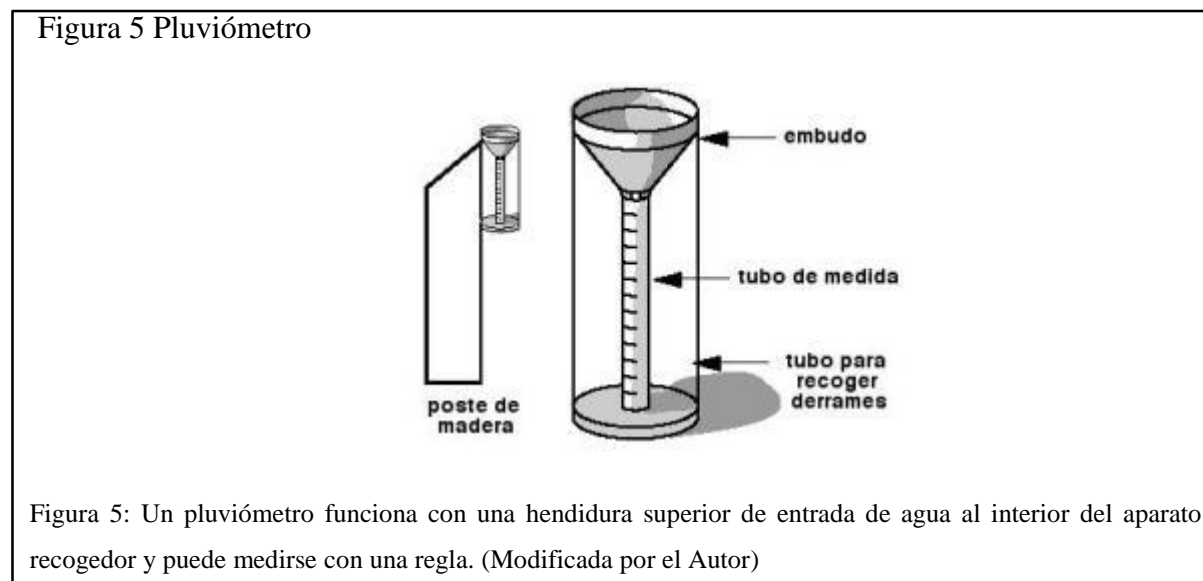 Figura 5 Pluviómetro
embudo
tubo de medida
tubo para
recoger
derrames
poste de
madera
Figura 5: Un pluviómetro funciona con una hendidura superior de entrada de agua al interior del aparato
recogedor y puede medirse con una regla. (Modificada por el Autor)